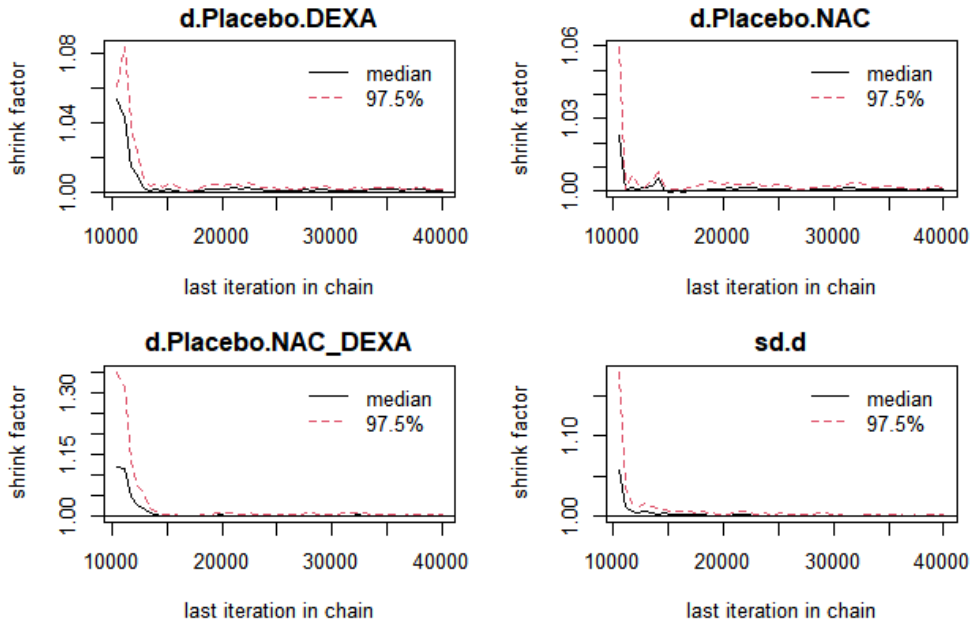 d.Placebo.DEXA
shrink factor
1.00 1.04 1.08
median
97.5%
10000 20000 30000 40000
last iteration in chain
d.Placebo.NAC
shrink factor
1.00 1.03 1.06
median
97.5%
10000 20000 30000 40000
last iteration in chain
d.Placebo.NAC_DEXA
shrink factor
1.00 1.15 1.30
median
97.5%
10000 20000 30000 40000
last iteration in chain
sd.d
shrink factor
1.00 1.10
median
97.5%
10000 20000 30000 40000
last iteration in chain